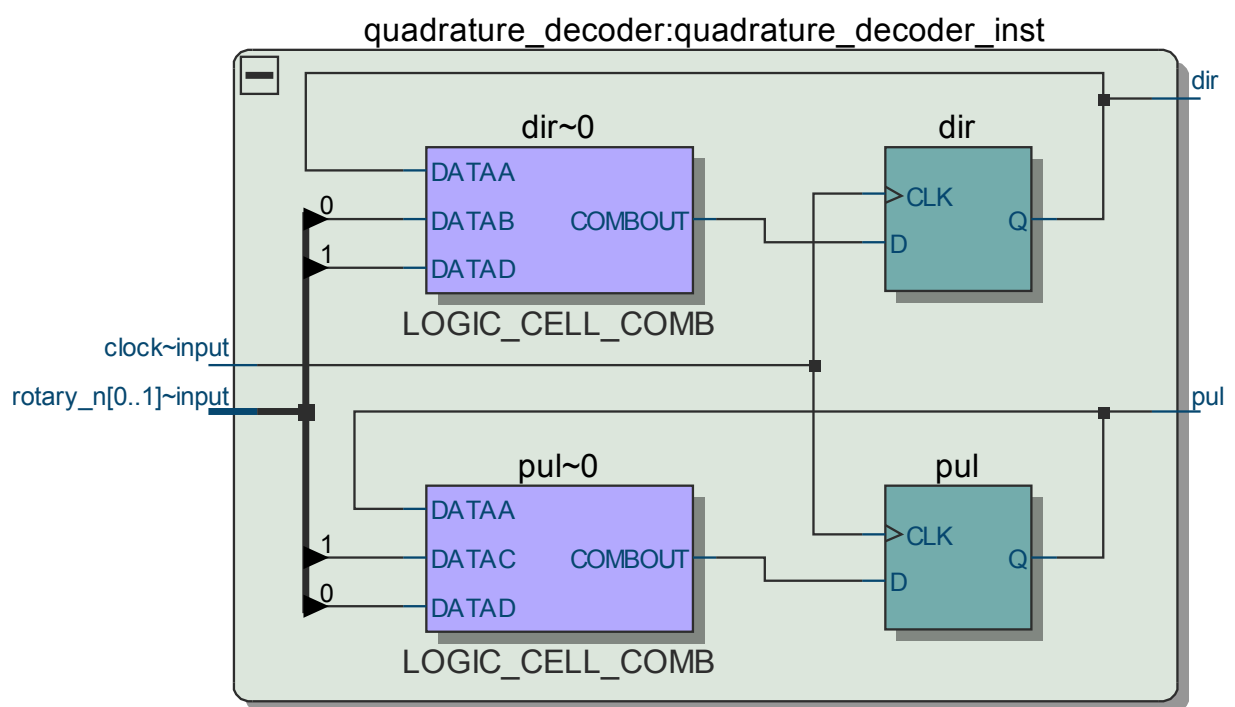 quadrature_decoder:quadrature_decoder_inst
dir
dir~0
dir
DATAA
0
DATAB
COMBOUT
CLK
Q
1
DATAD
D
LOGIC_CELL_COMB
clock~input
rotary_n[0..1]~input
pul
pul~0
pul
DATAA
1
DATAC
COMBOUT
CLK
Q
0
DATAD
D
LOGIC_CELL_COMB